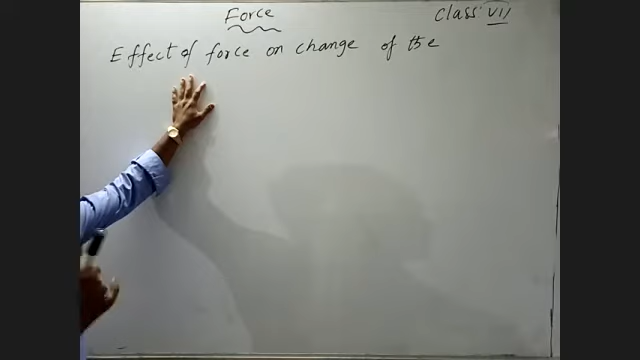 Force
Class: VII
Effect of force on change of the